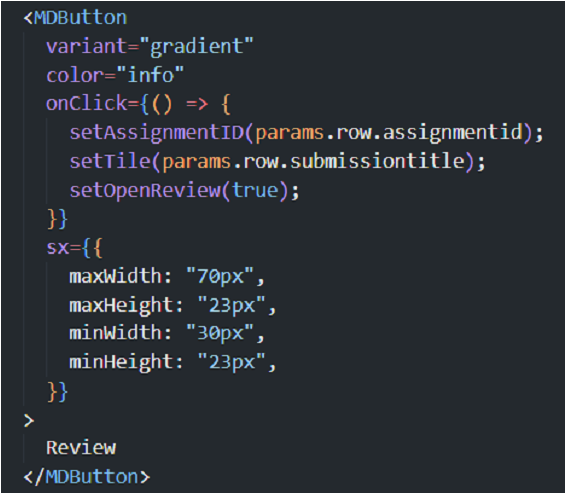 <MDButton
variant="gradient"
color="info"
onClick={() => {
setAssignmentID(params.row.assignmentid);
setTile(params.row.submissiontitle);
setOpenReview(true);
}}
sx={{
maxWidth: "70px",
maxHeight: "23px",
minWidth: "30px",
minHeight: "23px",
}}
>
Review
</MDButton>